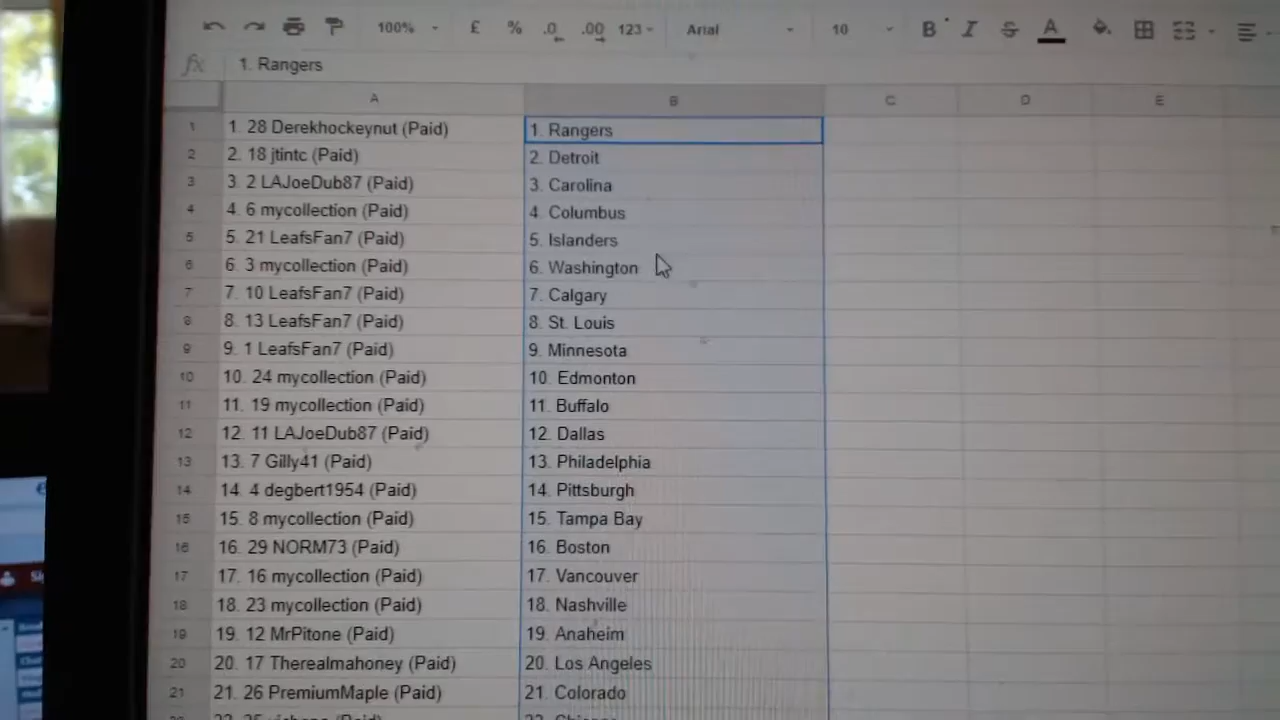 100% £ % .0 .00 123 Arial 10 B I S A
fx 1. Rangers
A B C D E
1 1. 28 Derekhockeynut (Paid) 1. Rangers
2 2. 18 jtintc (Paid) 2. Detroit
3 3. 2 LAJoeDub87 (Paid) 3. Carolina
4 4. 6 mycollection (Paid) 4. Columbus
5 5. 21 LeafsFan7 (Paid) 5. Islanders
6 6. 3 mycollection (Paid) 6. Washington
7 7. 10 LeafsFan7 (Paid) 7. Calgary
8 8. 13 LeafsFan7 (Paid) 8. St. Louis
9 9. 1 LeafsFan7 (Paid) 9. Minnesota
10 10. 24 mycollection (Paid) 10. Edmonton
11 11. 19 mycollection (Paid) 11. Buffalo
12 12. 11 LAJoeDub87 (Paid) 12. Dallas
13 13. 7 Gilly41 (Paid) 13. Philadelphia
14 14. 4 degbert1954 (Paid) 14. Pittsburgh
15 15. 8 mycollection (Paid) 15. Tampa Bay
16 16. 29 NORM73 (Paid) 16. Boston
17 17. 16 mycollection (Paid) 17. Vancouver
18 18. 23 mycollection (Paid) 18. Nashville
19 19. 12 MrPitone (Paid) 19. Anaheim
20 20. 17 Therealmahoney (Paid) 20. Los Angeles
21 21. 26 PremiumMaple (Paid) 21. Colorado